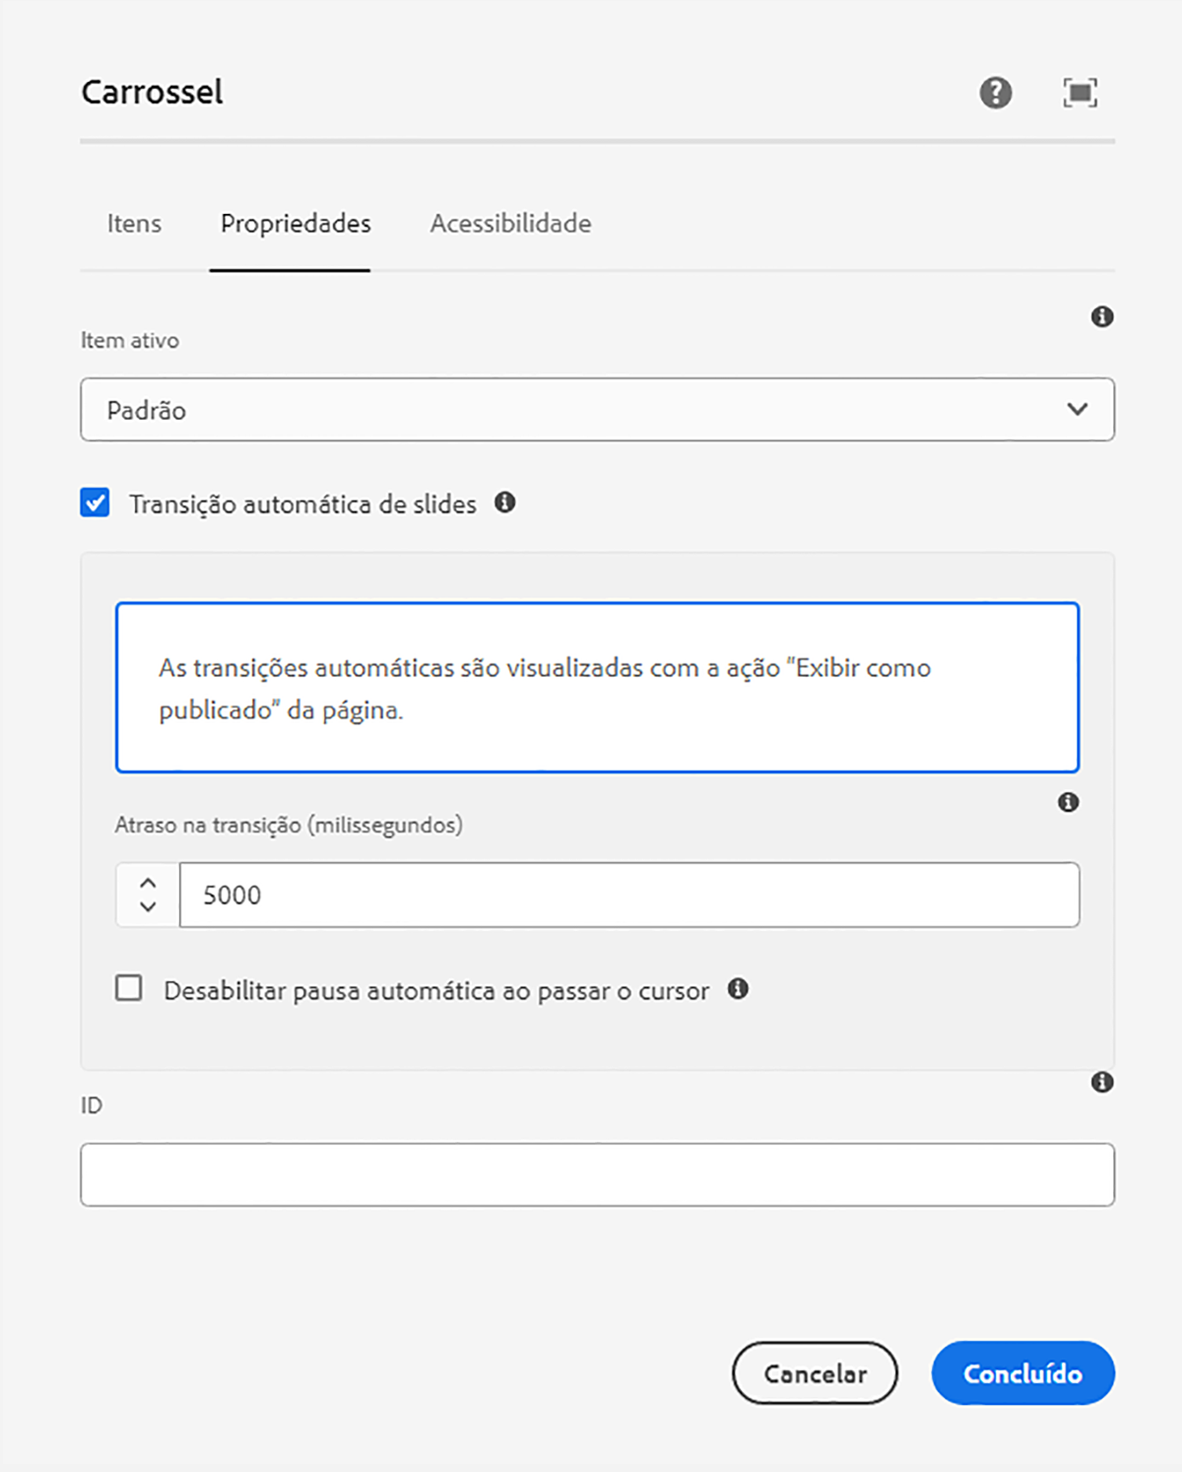 Carrossel
Itens Propriedades Acessibilidade
Item ativo
Padrão
Transição automática de slides
As transições automáticas são visualizadas com a ação "Exibir como
publicado" da página.
Atraso na transição (milissegundos)
5000
Desabilitar pausa automática ao passar o cursor
ID
Cancelar Concluído